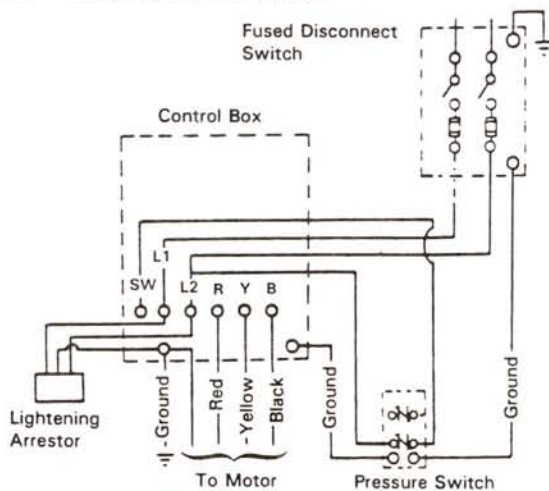 Fused Disconnect
Switch
Control Box
L1
SW
L2
R
Y
B
Ground
Red
Yellow
Black
Ground
Ground
Lightening
Arrestor
To Motor
Pressure Switch